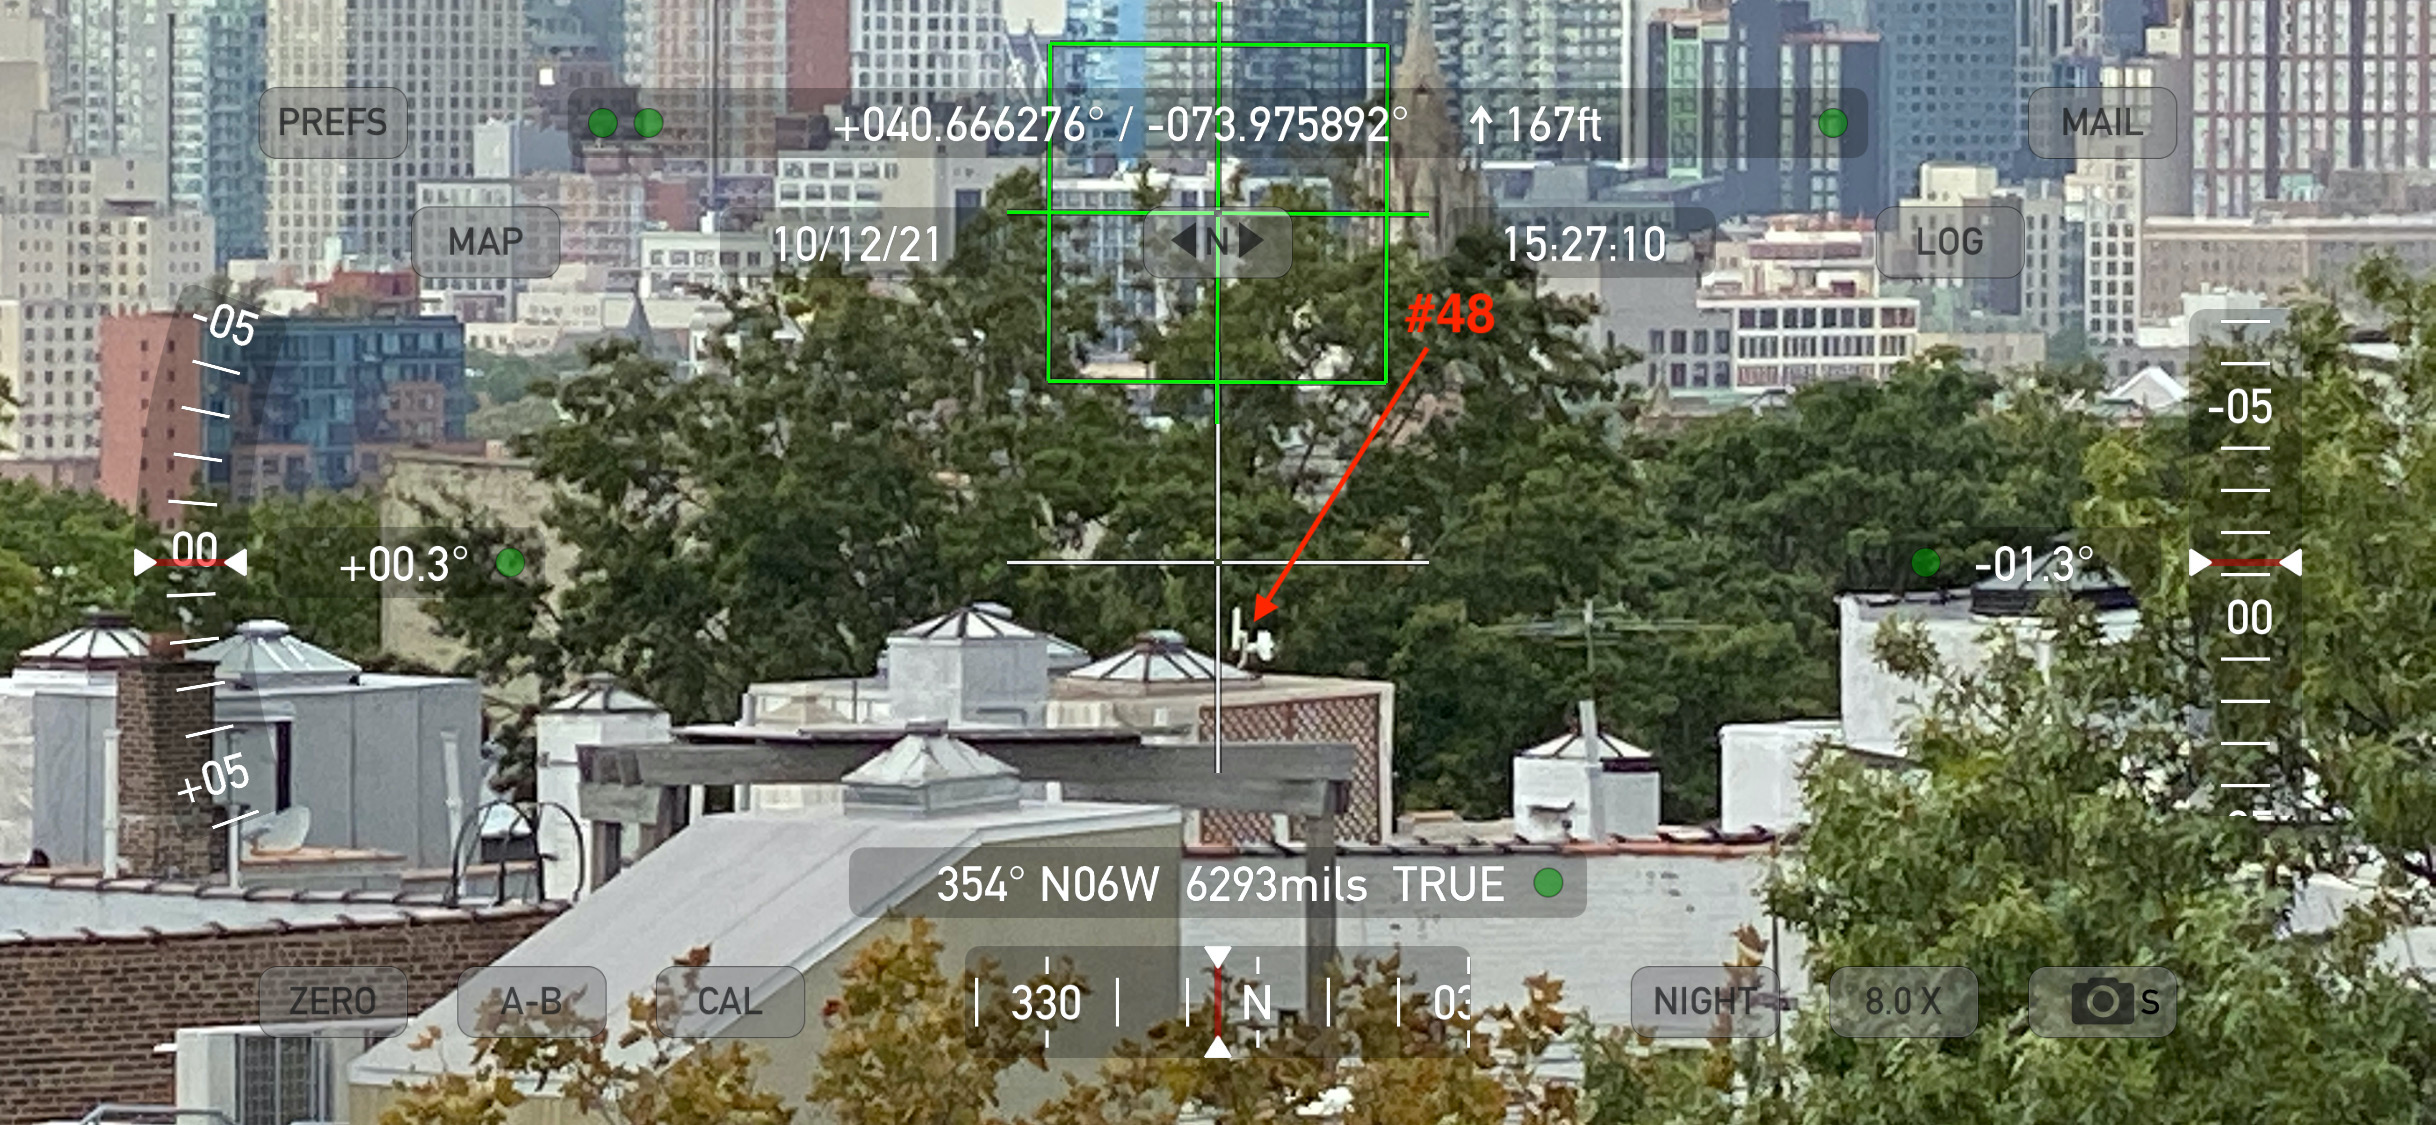 PREFS
+040.666276° / -073.975892° ↑ 167ft
MAIL
MAP
10/12/21
N
15:27:10
LOG
#48
-05
-05
00
+00.3°
-01.3°
00
+05
354° N06W 6293mils TRUE
ZERO
A-B
CAL
330
N
NIGHT
8.0 X
S